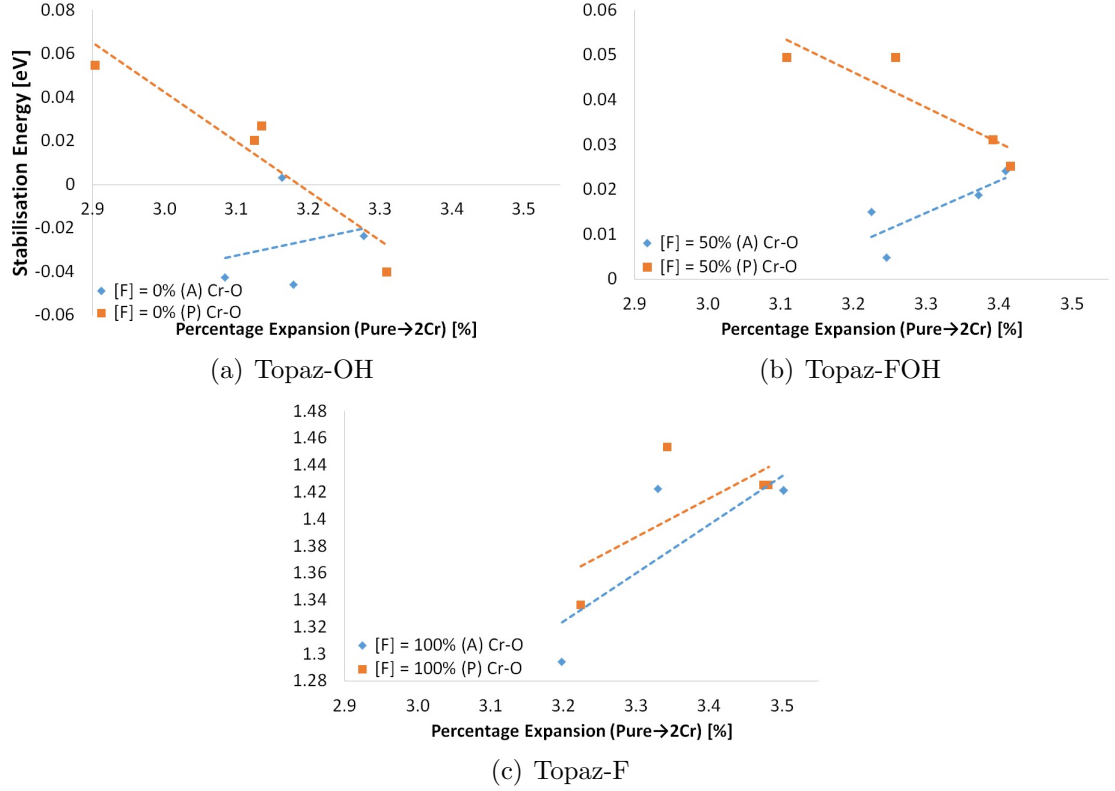 Stabilisation Energy [eV]
0.08
0.06
0.04
0.02
0
-0.02
-0.04
-0.06
2.9 3.0 3.1 3.2 3.3 3.4 3.5
[F] = 0% (A) Cr-O
[F] = 0% (P) Cr-O
Percentage Expansion (Pure→2Cr) [%]
(a) Topaz-OH
0.06
0.05
0.04
0.03
0.02
0.01
0
[F] = 50% (A) Cr-O
[F] = 50% (P) Cr-O
2.9 3.0 3.1 3.2 3.3 3.4 3.5
Percentage Expansion (Pure→2Cr) [%]
(b) Topaz-FOH
1.48
1.46
1.44
1.42
1.4
1.38
1.36
1.34
1.32
1.3
1.28
[F] = 100% (A) Cr-O
[F] = 100% (P) Cr-O
2.9 3.0 3.1 3.2 3.3 3.4 3.5
Percentage Expansion (Pure→2Cr) [%]
(c) Topaz-F